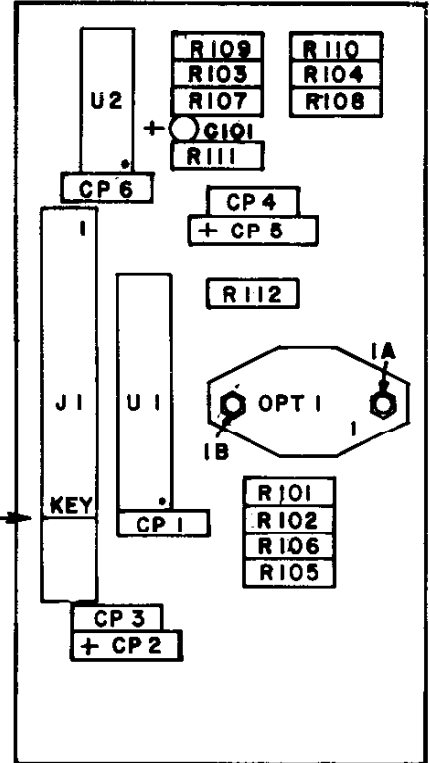 R109 R110
R103 R104
U2 R107 R108
+ C101
R111
CP6 CP4
1 + CP5
R112
1A
J1 U1 OPT1
1
1B
R101
KEY R102
CP1 R106
R105
CP3
+ CP2